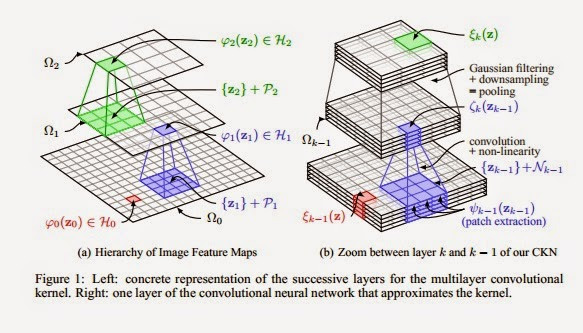 φ2(z2) ∈ H2
Ω2
{z2} + P2
Ω1
φ1(z1) ∈ H1
{z1} + P1
Ω0
φ0(z0) ∈ H0
(a) Hierarchy of Image Feature Maps
ξk(z)
Gaussian filtering
+ downsampling
= pooling
ζk(zk−1)
Ωk−1
convolution
+ non-linearity
{zk−1} + Nk−1
ξk−1(z)
ψk−1(zk−1)
(patch extraction)
(b) Zoom between layer k and k − 1 of our CKN
Figure 1: Left: concrete representation of the successive layers for the multilayer convolutional
kernel. Right: one layer of the convolutional neural network that approximates the kernel.